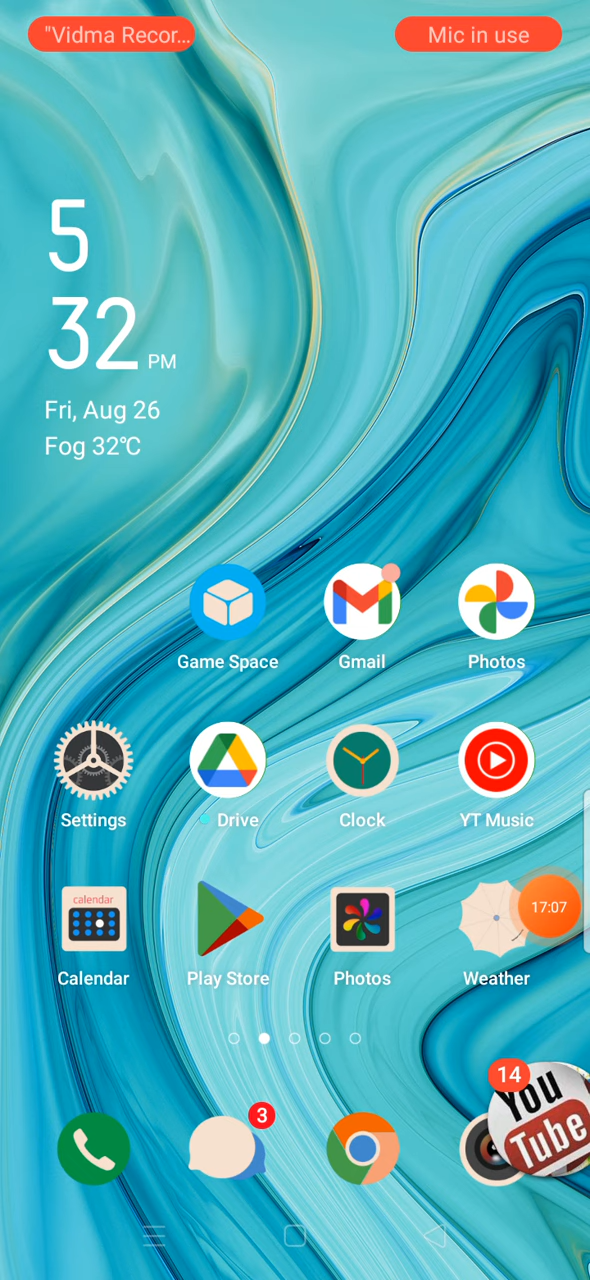 "Vidma Recor...
Mic in use
5
32 PM
Fri, Aug 26
Fog 32℃
Game Space
Gmail
Photos
Settings
Drive
Clock
YT Music
calendar
17:07
Calendar
Play Store
Photos
Weather
14
You
Tube
3